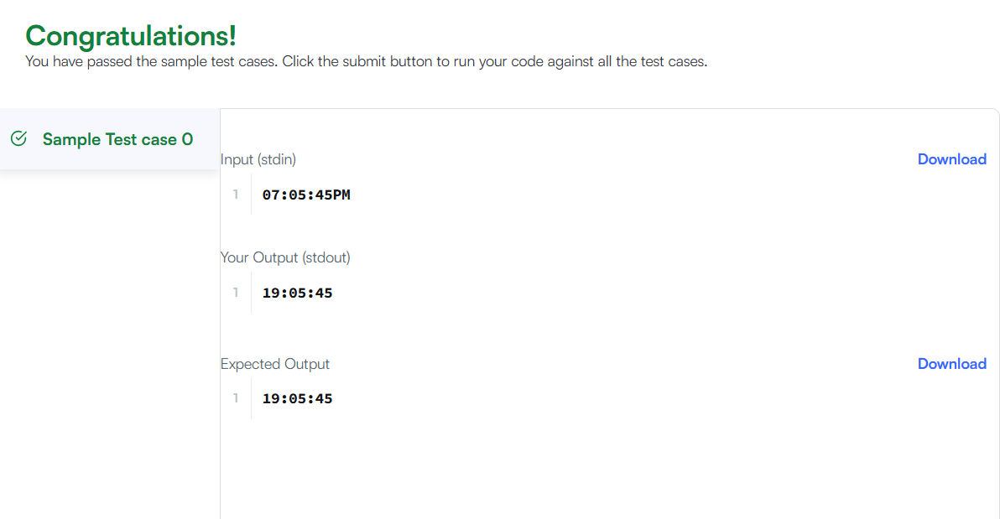 Congratulations!
You have passed the sample test cases. Click the submit button to run your code against all the test cases.
Sample Test case 0
Input (stdin)
Download
1
07:05:45PM
Your Output (stdout)
1
19:05:45
Expected Output
Download
1
19:05:45